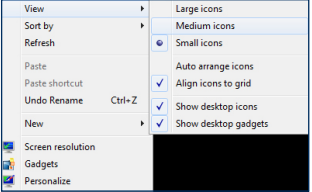 View
Sort by
Refresh
Paste
Paste shortcut
Undo Rename Ctrl+Z
New
Screen resolution
Gadgets
Personalize
Large icons
Medium icons
Small icons
Auto arrange icons
Align icons to grid
Show desktop icons
Show desktop gadgets